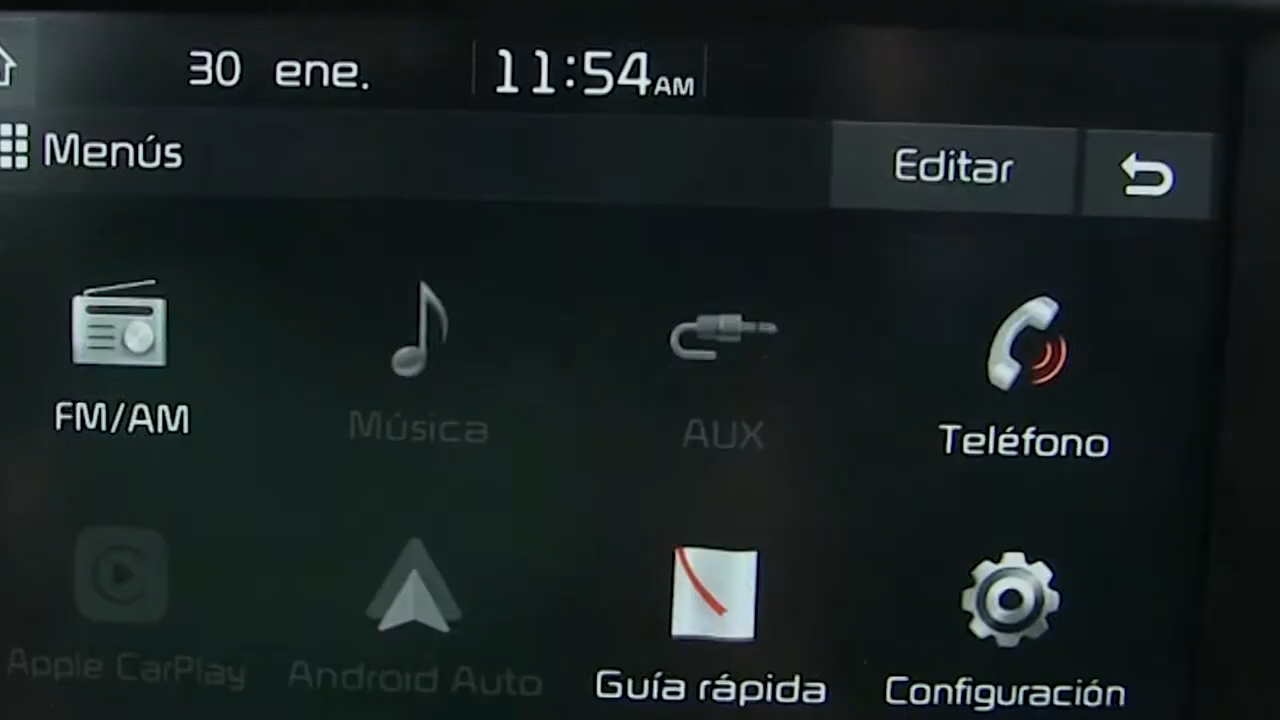 30 ene. 11:54 AM
Menús Editar
FM/AM Música AUX Teléfono
Apple CarPlay Android Auto Guía rápida Configuración